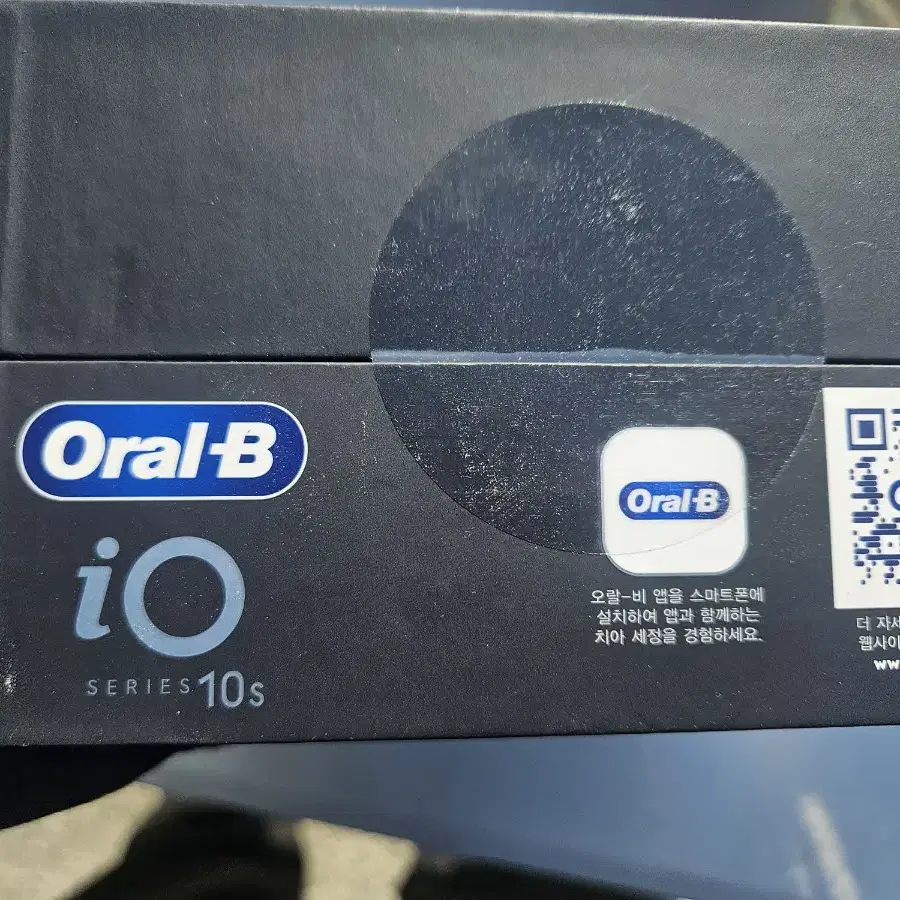 Oral-B
iO
SERIES 10s
Oral-B
오랄-비 앱을 스마트폰에
설치하여 앱과 함께하는
치아 세정을 경험하세요.
더 자세
웹사이
ww